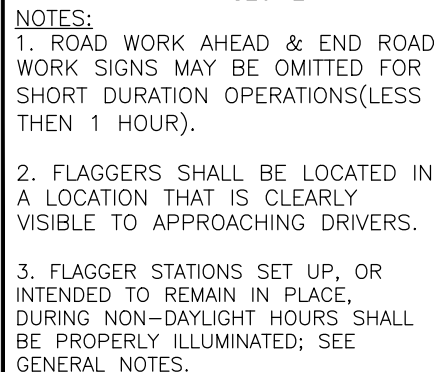 NOTES:
1. ROAD WORK AHEAD & END ROAD
WORK SIGNS MAY BE OMITTED FOR
SHORT DURATION OPERATIONS(LESS
THEN 1 HOUR).
2. FLAGGERS SHALL BE LOCATED IN
A LOCATION THAT IS CLEARLY
VISIBLE TO APPROACHING DRIVERS.
3. FLAGGER STATIONS SET UP, OR
INTENDED TO REMAIN IN PLACE,
DURING NON-DAYLIGHT HOURS SHALL
BE PROPERLY ILLUMINATED; SEE
GENERAL NOTES.